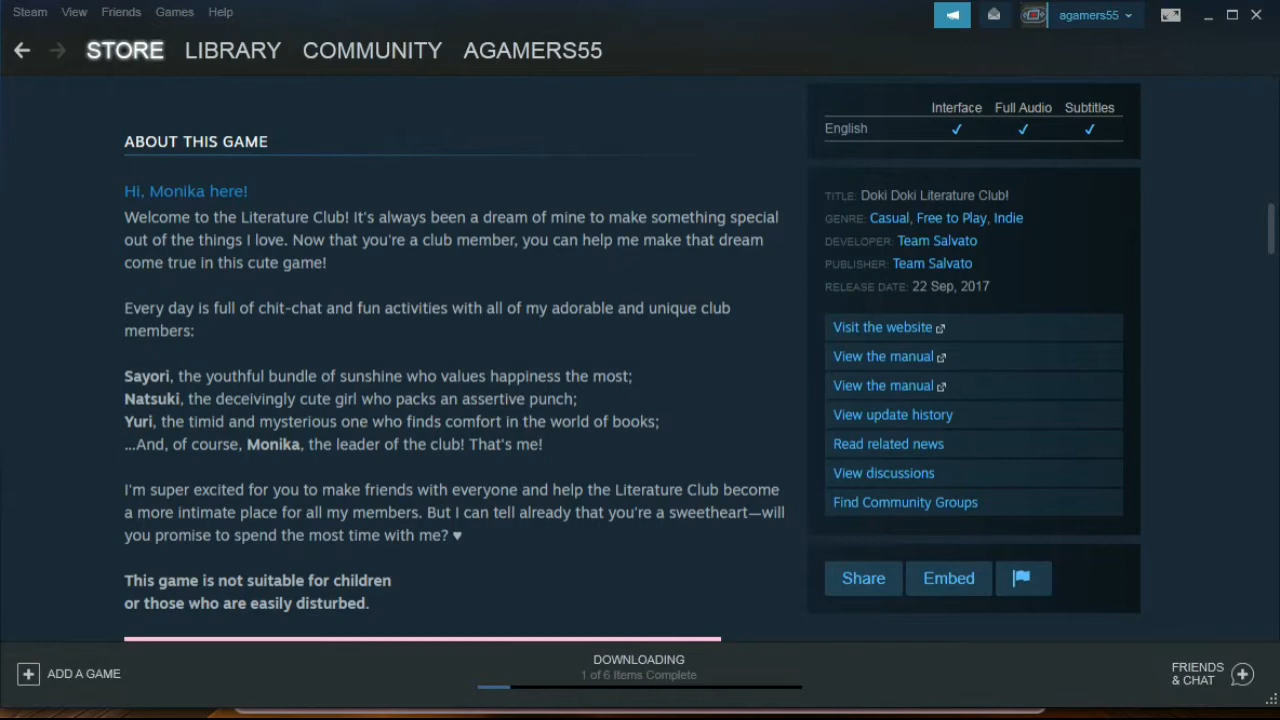 Steam View Friends Games Help
agamers55
STORE LIBRARY COMMUNITY AGAMERS55
Interface Full Audio Subtitles
English ✓ ✓ ✓
ABOUT THIS GAME
Hi, Monika here!
Welcome to the Literature Club! It's always been a dream of mine to make something special
out of the things I love. Now that you're a club member, you can help me make that dream
come true in this cute game!
Every day is full of chit-chat and fun activities with all of my adorable and unique club
members:
Sayori, the youthful bundle of sunshine who values happiness the most;
Natsuki, the deceivingly cute girl who packs an assertive punch;
Yuri, the timid and mysterious one who finds comfort in the world of books;
...And, of course, Monika, the leader of the club! That's me!
I'm super excited for you to make friends with everyone and help the Literature Club become
a more intimate place for all my members. But I can tell already that you're a sweetheart—will
you promise to spend the most time with me? ♥
This game is not suitable for children
or those who are easily disturbed.
TITLE: Doki Doki Literature Club!
GENRE: Casual, Free to Play, Indie
DEVELOPER: Team Salvato
PUBLISHER: Team Salvato
RELEASE DATE: 22 Sep, 2017
Visit the website
View the manual
View the manual
View update history
Read related news
View discussions
Find Community Groups
Share Embed
ADD A GAME
DOWNLOADING
1 of 6 Items Complete
FRIENDS
& CHAT